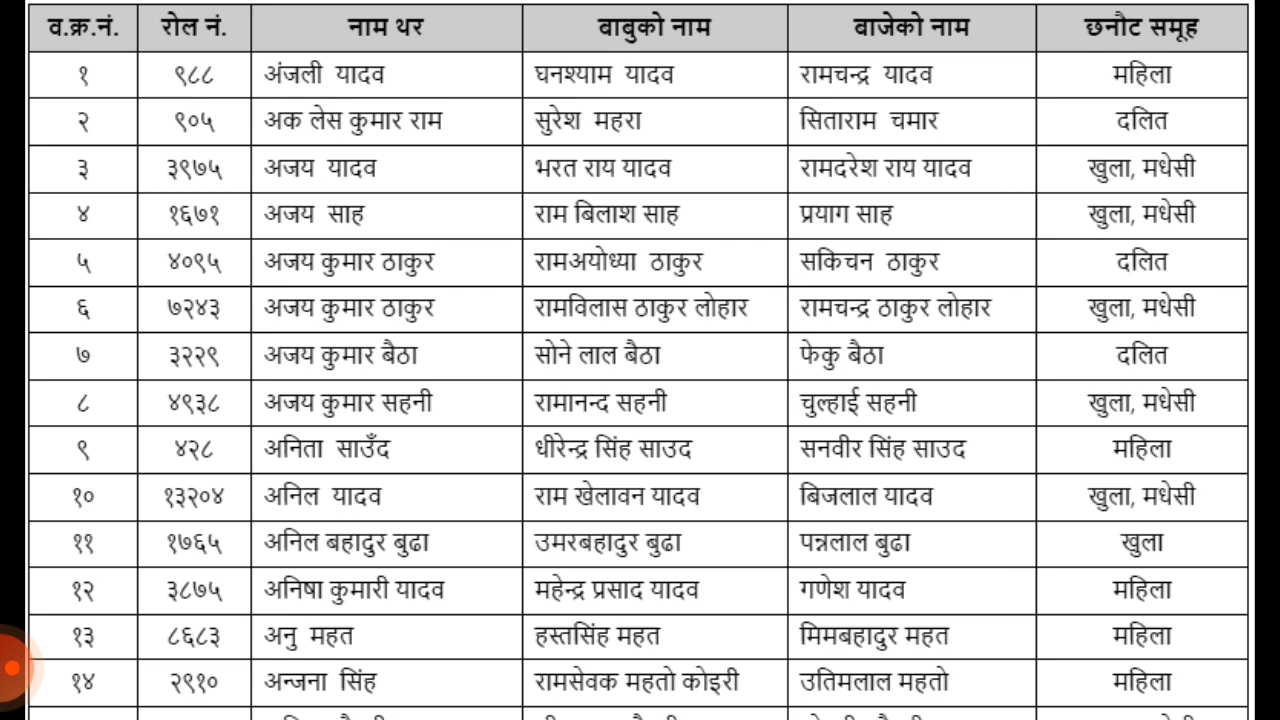 व.क्र.नं. रोल नं. नाम थर बाबुको नाम बाजेको नाम छनौट समूह
१ ९८८ अंजली यादव घनश्याम यादव रामचन्द्र यादव महिला
२ ९०५ अक लेस कुमार राम सुरेश महरा सिताराम चमार दलित
३ ३९७५ अजय यादव भरत राय यादव रामदरेश राय यादव खुला, मधेसी
४ १६७१ अजय साह राम बिलाश साह प्रयाग साह खुला, मधेसी
५ ४०९५ अजय कुमार ठाकुर रामअयोध्या ठाकुर सकिचन ठाकुर दलित
६ ७२४३ अजय कुमार ठाकुर रामविलास ठाकुर लोहार रामचन्द्र ठाकुर लोहार खुला, मधेसी
७ ३२२९ अजय कुमार बैठा सोने लाल बैठा फेकु बैठा दलित
८ ४९३८ अजय कुमार सहनी रामानन्द सहनी चुल्हाई सहनी खुला, मधेसी
९ ४२८ अनिता साउँद धीरेन्द्र सिंह साउद सनवीर सिंह साउद महिला
१० १३२०४ अनिल यादव राम खेलावन यादव बिजलाल यादव खुला, मधेसी
११ १७६५ अनिल बहादुर बुढा उमरबहादुर बुढा पन्नलाल बुढा खुला
१२ ३८७५ अनिषा कुमारी यादव महेन्द्र प्रसाद यादव गणेश यादव महिला
१३ ८६८३ अनु महत हस्तसिंह महत मिमबहादुर महत महिला
१४ २९१० अन्जना सिंह रामसेवक महतो कोइरी उतिमलाल महतो महिला